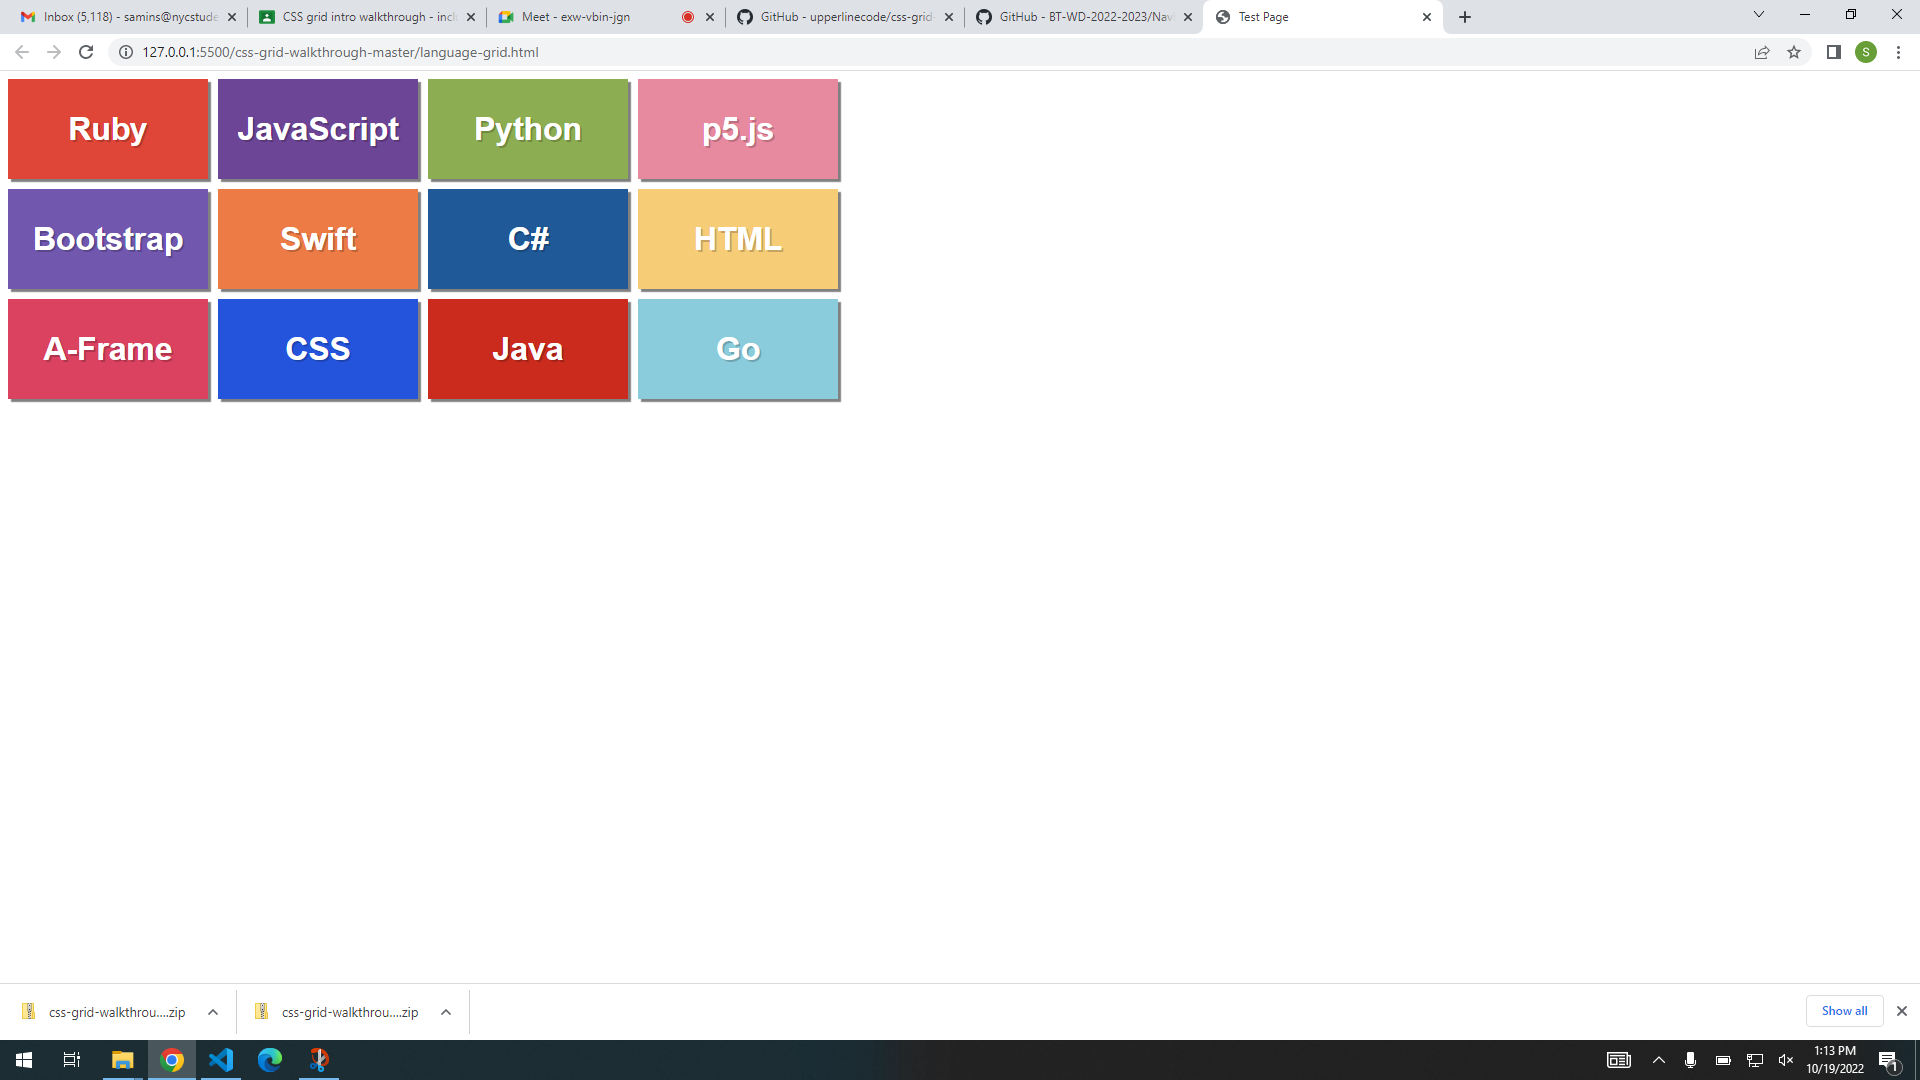 Inbox (5,118) - samins@nycstude
CSS grid intro walkthrough - incl
Meet - exw-vbin-jgn
GitHub - upperlinecode/css-grid-
GitHub - BT-WD-2022-2023/Nav
Test Page
127.0.0.1:5500/css-grid-walkthrough-master/language-grid.html
S
Ruby JavaScript Python p5.js
Bootstrap Swift C# HTML
A-Frame CSS Java Go
css-grid-walkthrou....zip
css-grid-walkthrou....zip
Show all
1:13 PM
10/19/2022
1